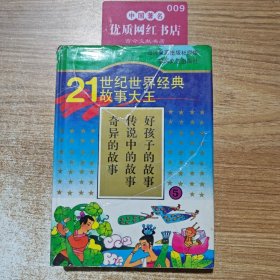 中国著名
009
优质网红书店
21世纪世界经典
故事大王
好孩子的故事
传说中的故事
奇异的故事
5